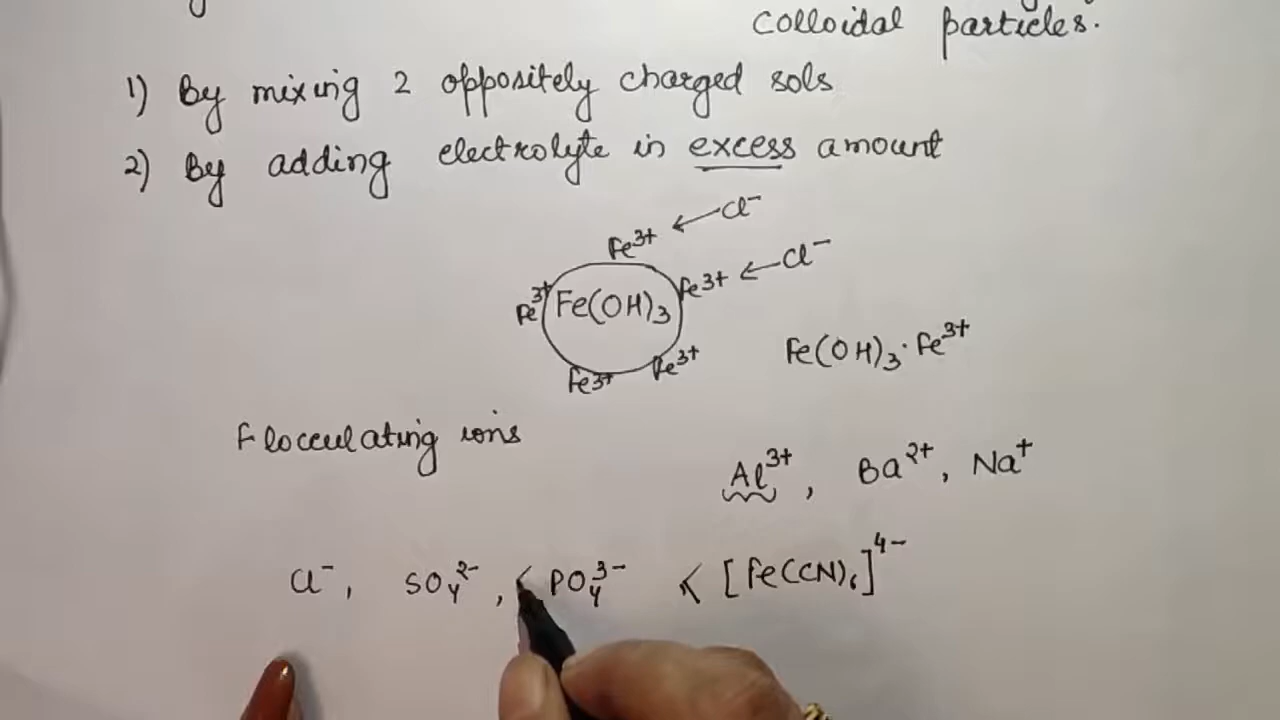 colloidal particles.
1) By mixing 2 oppositely charged sols
2) By adding electrolyte in excess amount
Fe³⁺ ← Cl⁻
Fe³⁺ Fe(OH)₃ Fe³⁺ ← Cl⁻
Fe³⁺ Fe³⁺ Fe(OH)₃·Fe³⁺
Flocculating ions
Al³⁺, Ba²⁺, Na⁺
Cl⁻, SO₄²⁻, < PO₄³⁻ < [Fe(CN)₆]⁴⁻